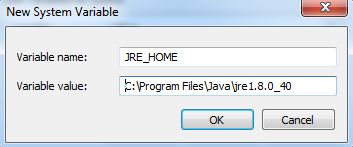 New System Variable
Variable name: JRE_HOME
Variable value: C:\Program Files\Java\jre1.8.0_40
OK Cancel